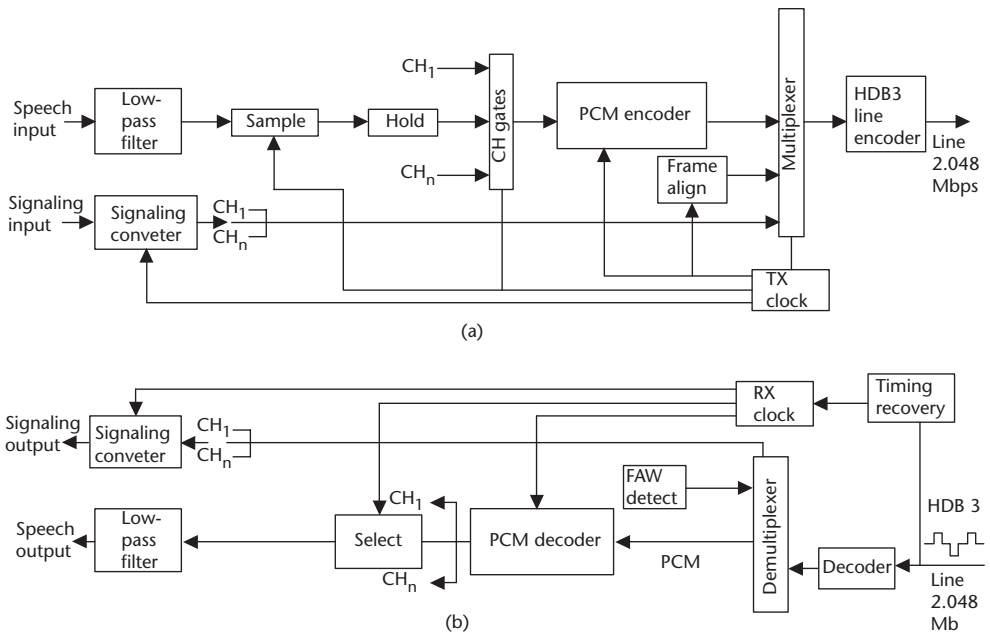 CH1
Speech
input
Low-
pass
filter
Sample
Hold
CH gates
PCM encoder
Multiplexer
HDB3
line
encoder
Line
2.048
Mbps
CHn
Frame
align
Signaling
input
Signaling
conveter
CH1
CHn
TX
clock
(a)
Signaling
output
Signaling
conveter
CH1
CHn
RX
clock
Timing
recovery
FAW
detect
Demultiplexer
HDB 3
Speech
output
Low-
pass
filter
CH1
Select
CHn
PCM decoder
PCM
Decoder
Line
2.048
Mb
(b)